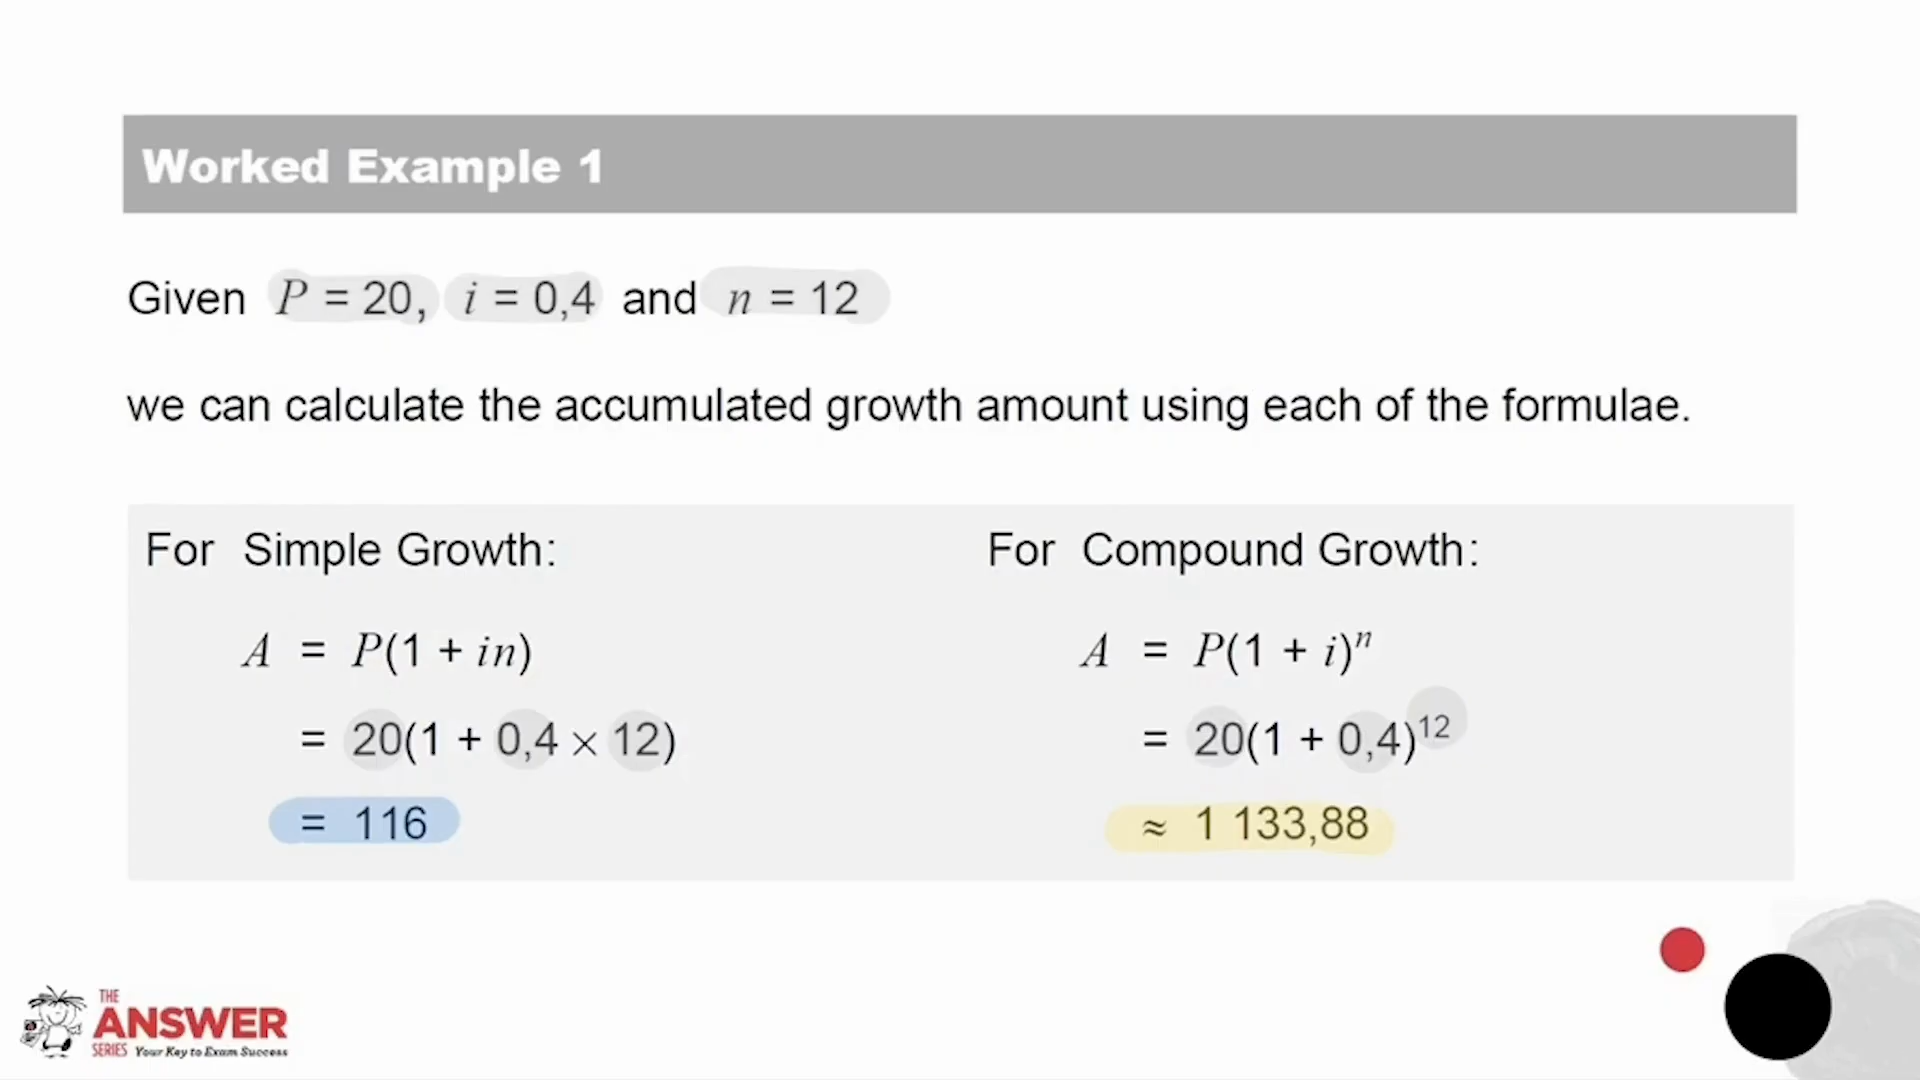 Worked Example 1
Given P = 20, i = 0,4 and n = 12
we can calculate the accumulated growth amount using each of the formulae.
For Simple Growth:
A = P(1 + in)
= 20(1 + 0,4 × 12)
= 116
For Compound Growth:
A = P(1 + i)ⁿ
= 20(1 + 0,4)¹²
≈ 1 133,88
THE
ANSWER
SERIES Your Key to Exam Success